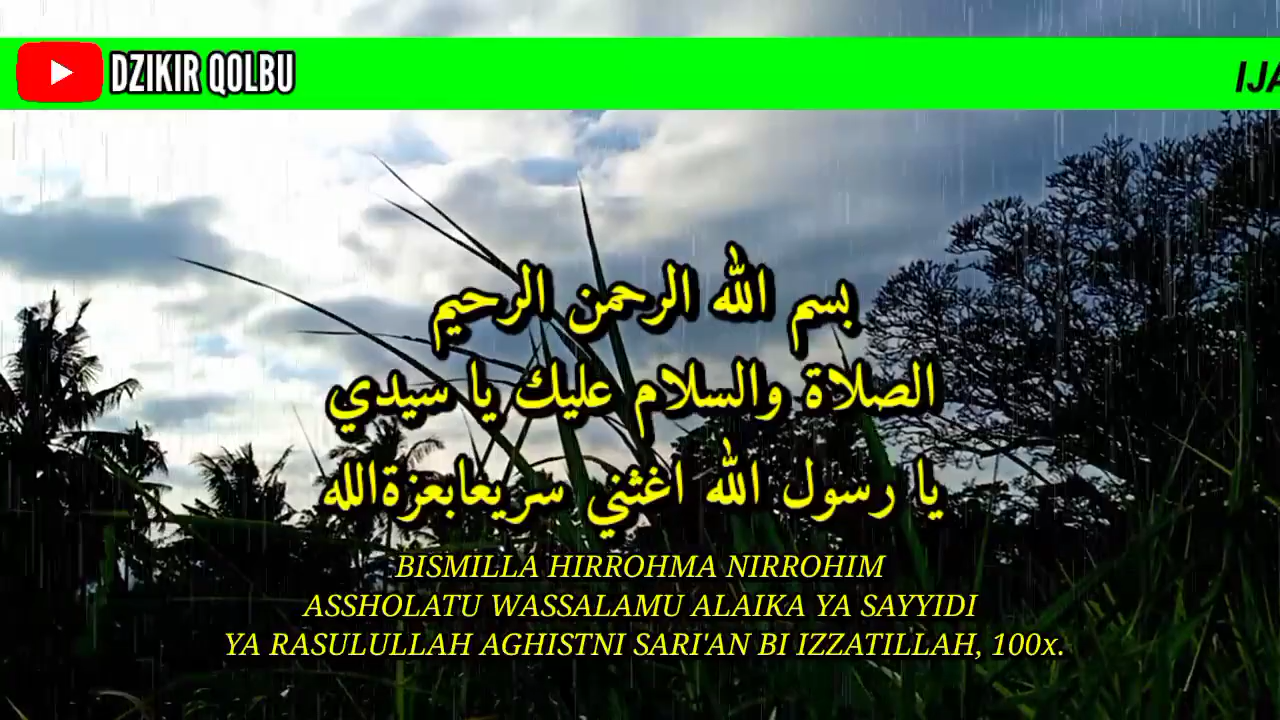 DZIKIR QOLBU
IJA
بسم الله الرحمن الرحيم
الصلاة والسلام عليك يا سيدي
يا رسول الله اغثني سريعابعزةالله
BISMILLA HIRROHMA NIRROHIM
ASSHOLATU WASSALAMU ALAIKA YA SAYYIDI
YA RASULULLAH AGHISTNI SARI'AN BI IZZATILLAH, 100x.